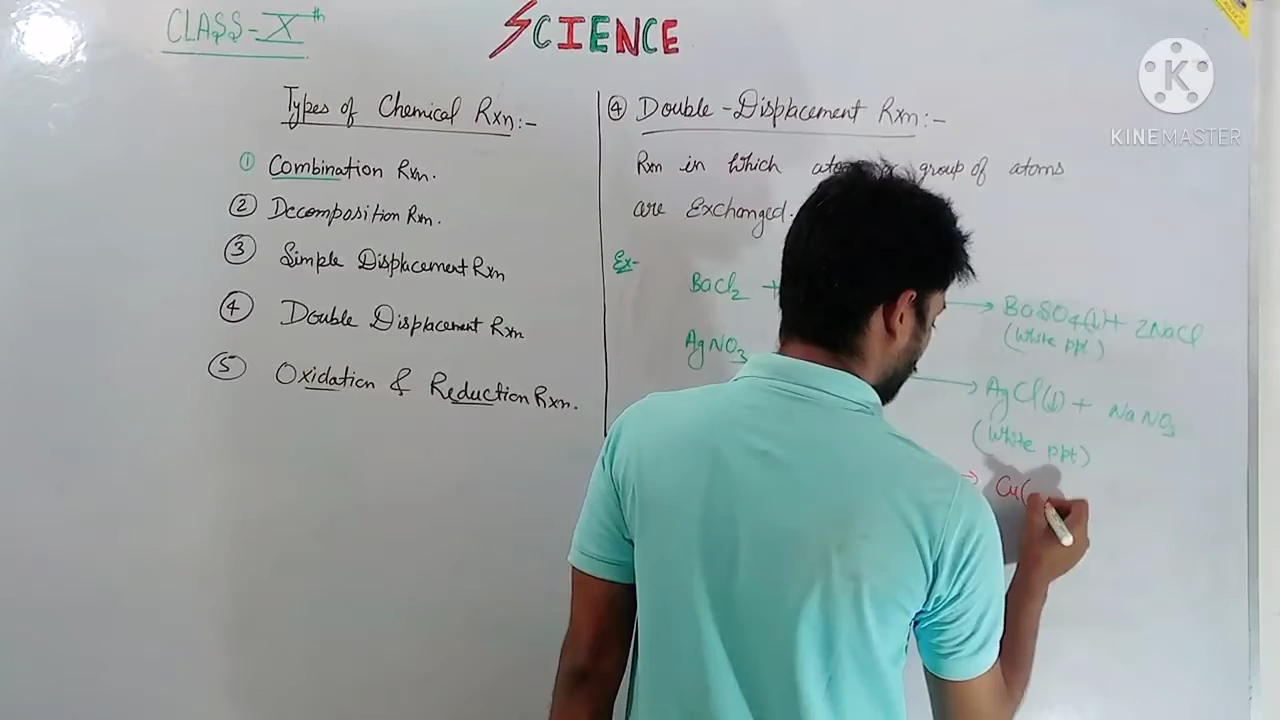 CLASS-Xth
SCIENCE
KINEMASTER
Types of Chemical Rxn:-
① Combination Rxn.
② Decomposition Rxn.
③ Simple Displacement Rxn
④ Double Displacement Rxn
⑤ Oxidation & Reduction Rxn.
④ Double-Displacement Rxn:-
Rxn in Which group of atoms
are Exchanged.
Ex-
BaCl2 + → BaSO4(↓) + 2NaCl
(White ppt)
AgNO3 → AgCl(↓) + NaNO3
(White ppt)
→ Cu(